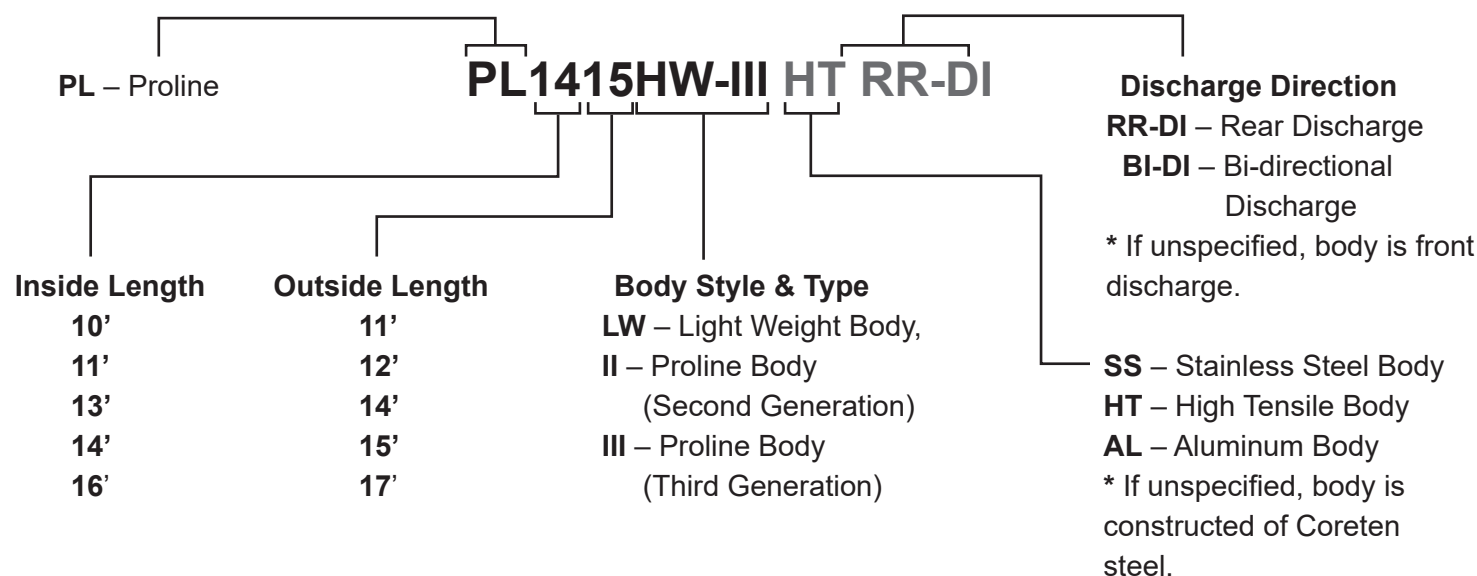 PL – Proline
PL1415HW-III HT RR-DI
Discharge Direction
RR-DI – Rear Discharge
BI-DI – Bi-directional
Discharge
* If unspecified, body is front
discharge.
Inside Length
10’
11’
13’
14’
16’
Outside Length
11’
12’
14’
15’
17’
Body Style & Type
LW – Light Weight Body,
II – Proline Body
(Second Generation)
III – Proline Body
(Third Generation)
SS – Stainless Steel Body
HT – High Tensile Body
AL – Aluminum Body
* If unspecified, body is
constructed of Coreten
steel.